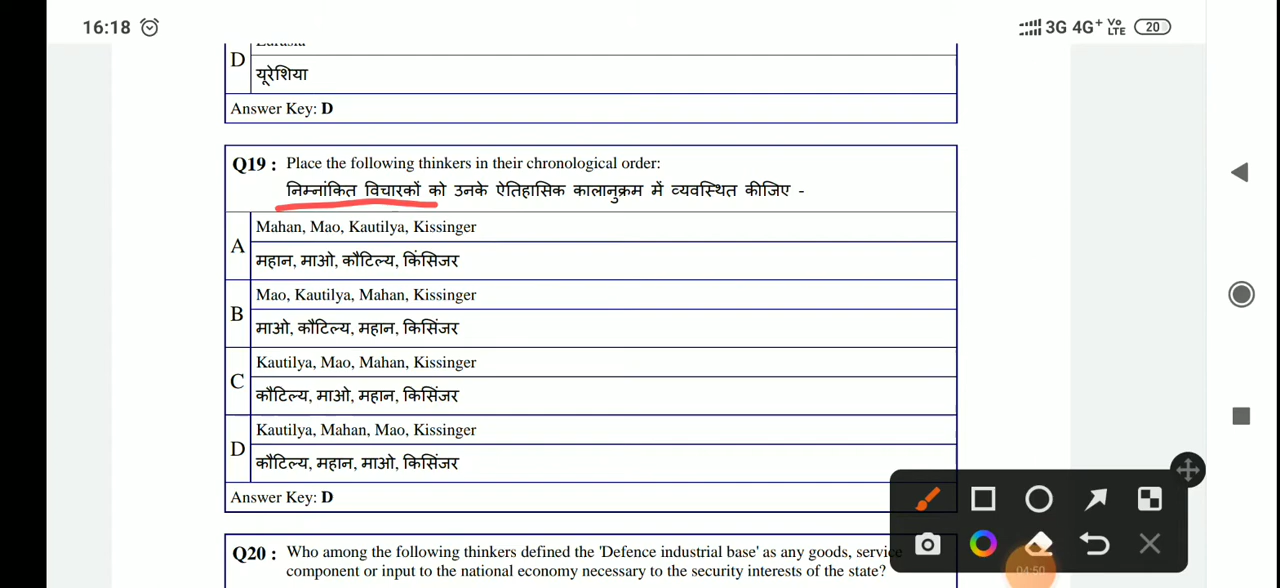 16:18
3G 4G+ Vo LTE 20
D
यूरेशिया
Answer Key: D
Q19 : Place the following thinkers in their chronological order:
निम्नांकित विचारकों को उनके ऐतिहासिक कालानुक्रम में व्यवस्थित कीजिए -
A
Mahan, Mao, Kautilya, Kissinger
महान, माओ, कौटिल्य, किंसिजर
B
Mao, Kautilya, Mahan, Kissinger
माओ, कौटिल्य, महान, किसिंजर
C
Kautilya, Mao, Mahan, Kissinger
कौटिल्य, माओ, महान, किसिंजर
D
Kautilya, Mahan, Mao, Kissinger
कौटिल्य, महान, माओ, किसिंजर
Answer Key: D
Q20 : Who among the following thinkers defined the 'Defence industrial base' as any goods, service
component or input to the national economy necessary to the security interests of the state?
04:50